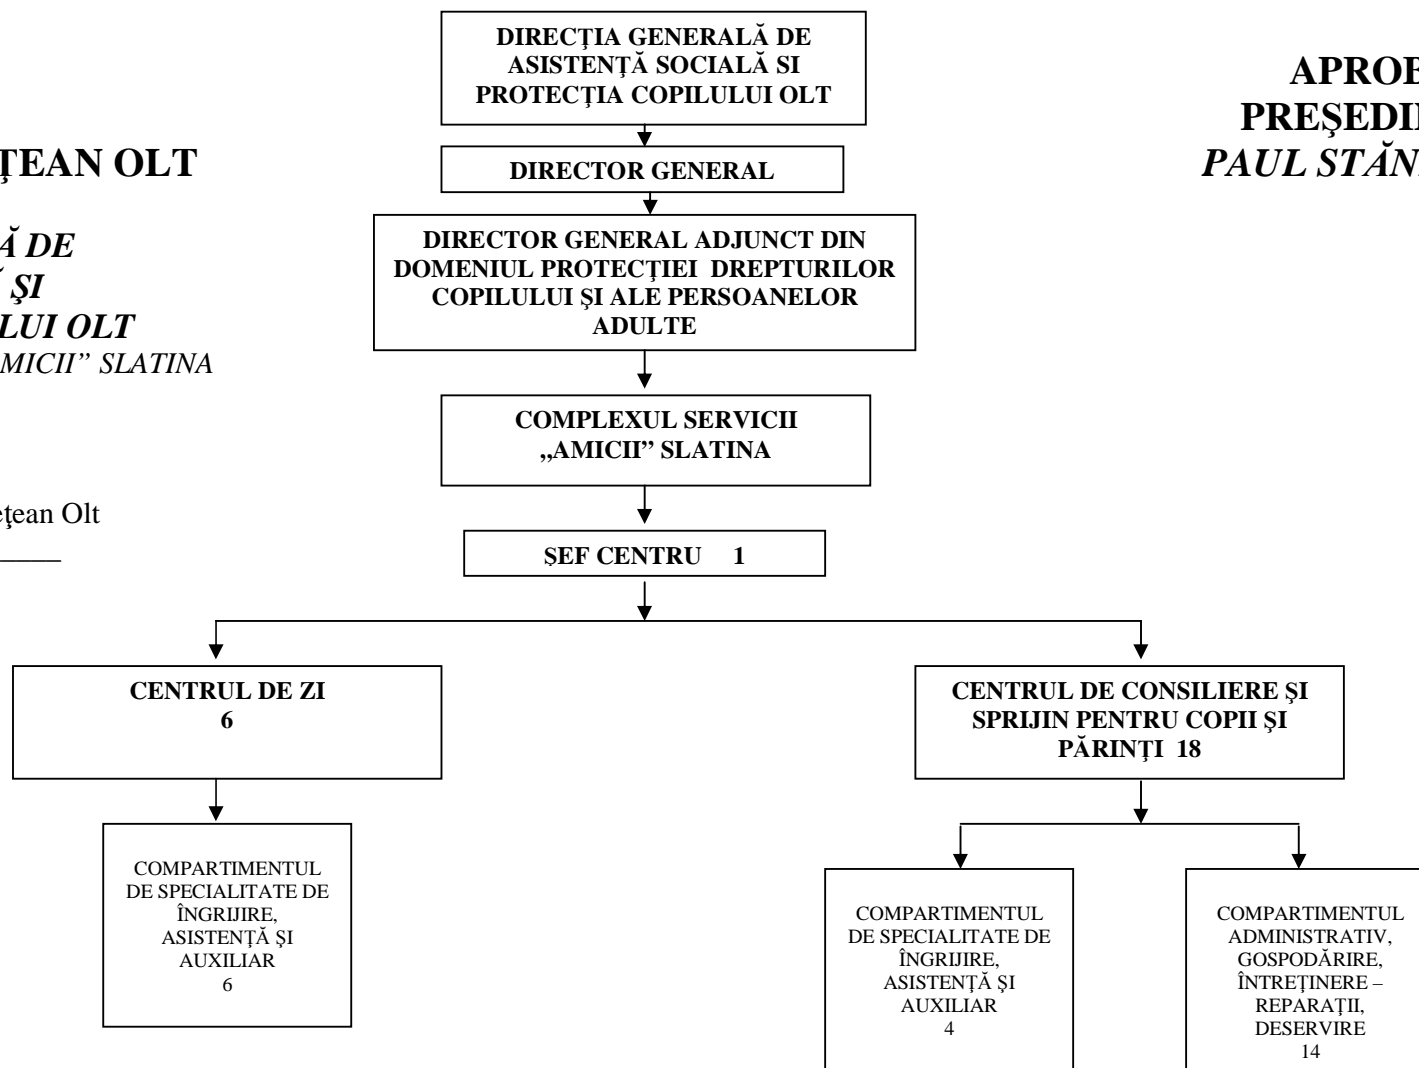 DIRECŢIA GENERALĂ DE
ASISTENŢĂ SOCIALĂ SI
PROTECŢIA COPILULUI OLT
APROB
PREŞEDI
PAUL STĂN
ŢEAN OLT
DIRECTOR GENERAL
Ă DE
ŞI
LUI OLT
MICII” SLATINA
DIRECTOR GENERAL ADJUNCT DIN
DOMENIUL PROTECŢIEI DREPTURILOR
COPILULUI ŞI ALE PERSOANELOR
ADULTE
COMPLEXUL SERVICII
„AMICII” SLATINA
eţean Olt
ŞEF CENTRU 1
CENTRUL DE ZI
6
CENTRUL DE CONSILIERE ŞI
SPRIJIN PENTRU COPII ŞI
PĂRINŢI 18
COMPARTIMENTUL
DE SPECIALITATE DE
ÎNGRIJIRE,
ASISTENŢĂ ŞI
AUXILIAR
6
COMPARTIMENTUL
DE SPECIALITATE DE
ÎNGRIJIRE,
ASISTENŢĂ ŞI
AUXILIAR
4
COMPARTIMENTUL
ADMINISTRATIV,
GOSPODĂRIRE,
ÎNTREŢINERE –
REPARAŢII,
DESERVIRE
14